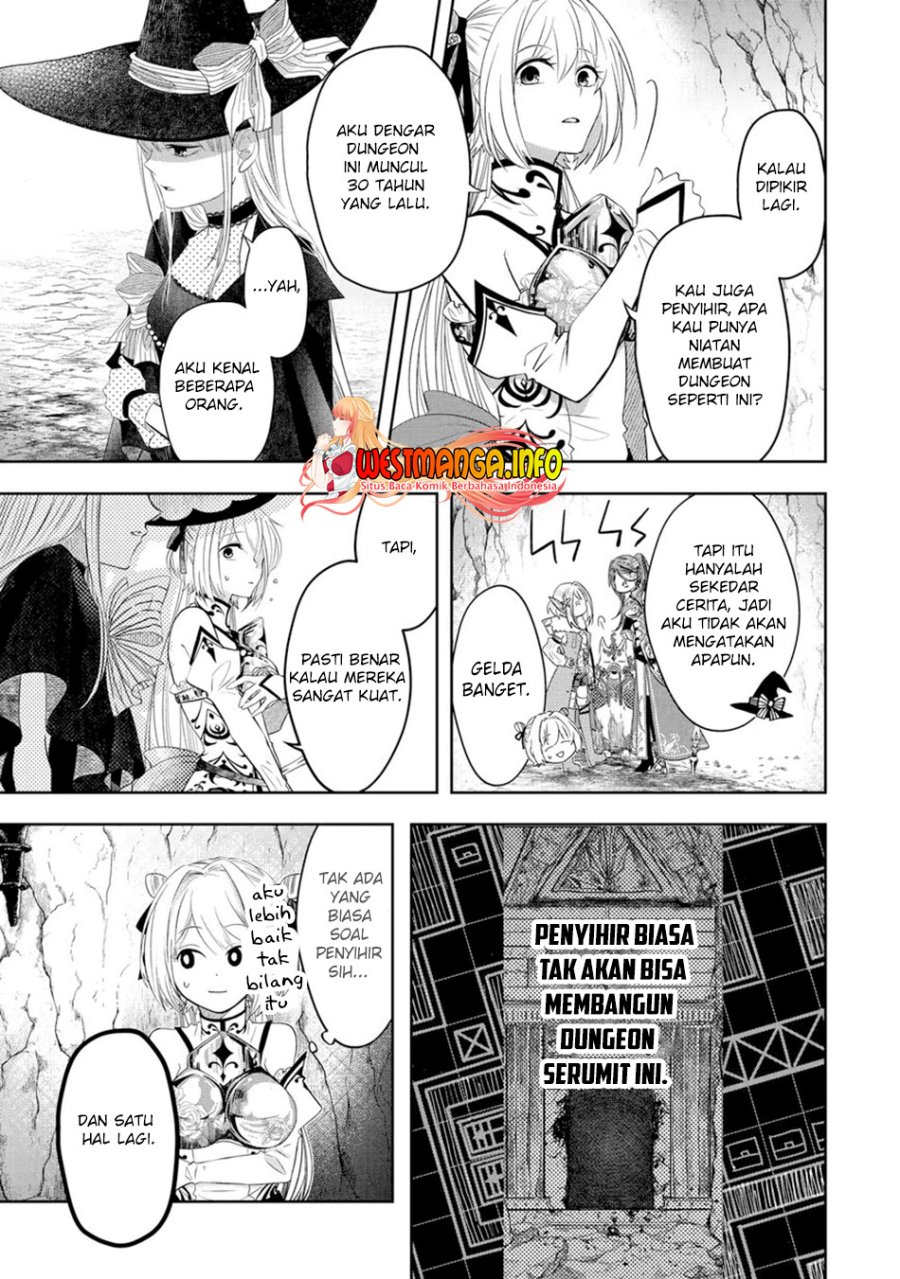 KALAU
DIPIKIR
LAGI.
KAU JUGA
PENYIHIR, APA
KAU PUNYA
NIATAN
MEMBUAT
DUNGEON
SEPERTI INI?
AKU DENGAR
DUNGEON
INI MUNCUL
30 TAHUN
YANG LALU.
...YAH,
AKU KENAL
BEBERAPA
ORANG.
WESTMANGA.INFO
Situs Baca Komik Berbahasa Indonesia
TAPI ITU
HANYALAH
SEKEDAR
CERITA, JADI
AKU TIDAK AKAN
MENGATAKAN
APAPUN.
GELDA
BANGET.
TAPI,
PASTI BENAR
KALAU MEREKA
SANGAT KUAT.
PENYIHIR BIASA
TAK AKAN BISA
MEMBANGUN
DUNGEON
SERUMIT INI.
TAK ADA
YANG BIASA
SOAL
PENYIHIR
SIH...
aku
lebih
baik
tak
bilang
itu
DAN SATU
HAL LAGI.